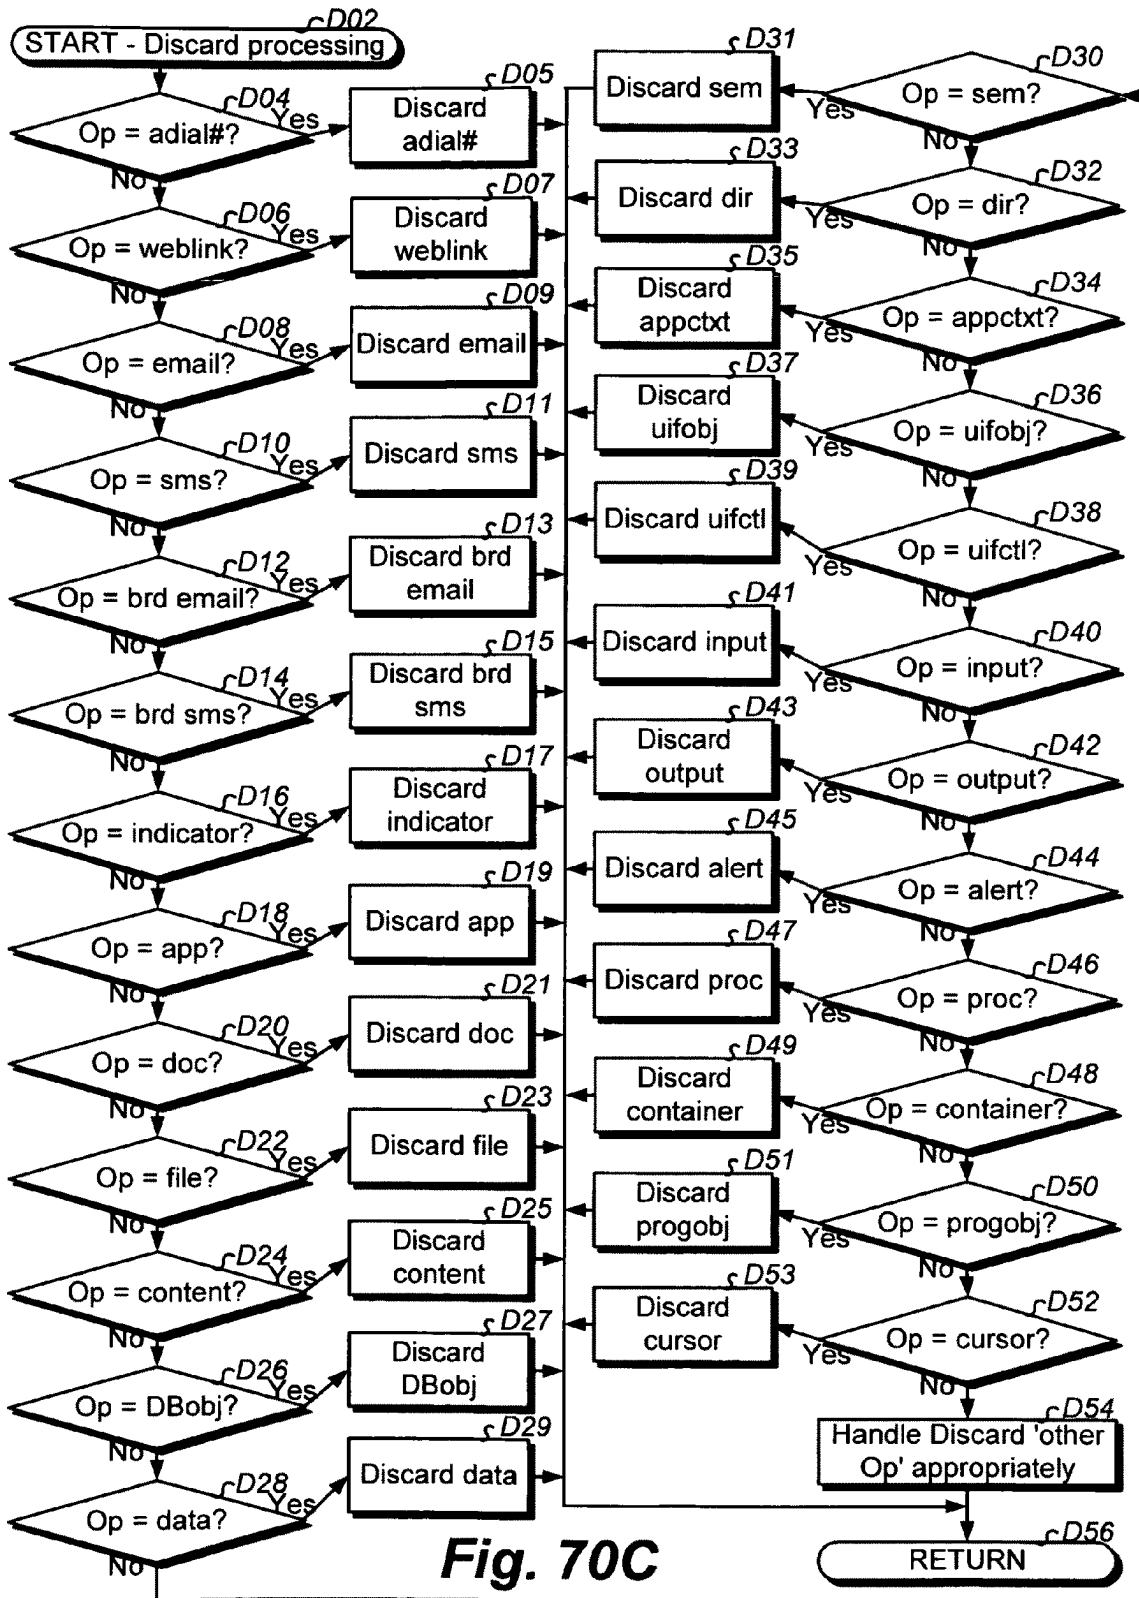 D02
START - Discard processing
D04
Op = adial#?
Yes
No
D05
Discard
adial#
D06
Op = weblink?
Yes
No
D07
Discard
weblink
D08
Op = email?
Yes
No
D09
Discard email
D10
Op = sms?
Yes
No
D11
Discard sms
D12
Op = brd email?
Yes
No
D13
Discard brd
email
D14
Op = brd sms?
Yes
No
D15
Discard brd
sms
D16
Op = indicator?
Yes
No
D17
Discard
indicator
D18
Op = app?
Yes
No
D19
Discard app
D20
Op = doc?
Yes
No
D21
Discard doc
D22
Op = file?
Yes
No
D23
Discard file
D24
Op = content?
Yes
No
D25
Discard
content
D26
Op = DBobj?
Yes
No
D27
Discard
DBobj
D28
Op = data?
Yes
No
D29
Discard data
D30
Op = sem?
Yes
No
D31
Discard sem
D32
Op = dir?
Yes
No
D33
Discard dir
D34
Op = appctxt?
Yes
No
D35
Discard
appctxt
D36
Op = uifobj?
Yes
No
D37
Discard
uifobj
D38
Op = uifctl?
Yes
No
D39
Discard uifctl
D40
Op = input?
Yes
No
D41
Discard input
D42
Op = output?
Yes
No
D43
Discard
output
D44
Op = alert?
Yes
No
D45
Discard alert
D46
Op = proc?
Yes
No
D47
Discard proc
D48
Op = container?
Yes
No
D49
Discard
container
D50
Op = progobj?
Yes
No
D51
Discard
progobj
D52
Op = cursor?
Yes
No
D53
Discard
cursor
D54
Handle Discard 'other
Op' appropriately
D56
RETURN
Fig. 70C